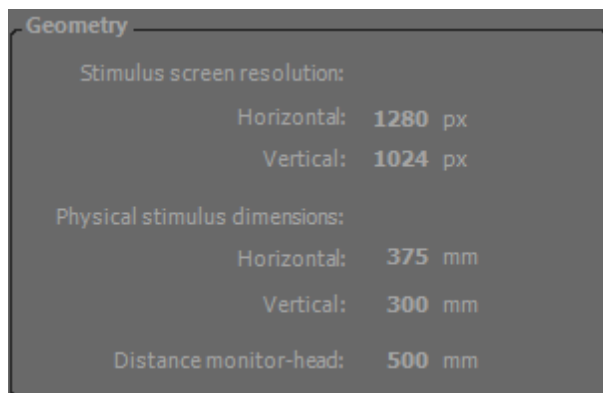 Geometry
Stimulus screen resolution:
Horizontal: 1280 px
Vertical: 1024 px
Physical stimulus dimensions:
Horizontal: 375 mm
Vertical: 300 mm
Distance monitor-head: 500 mm